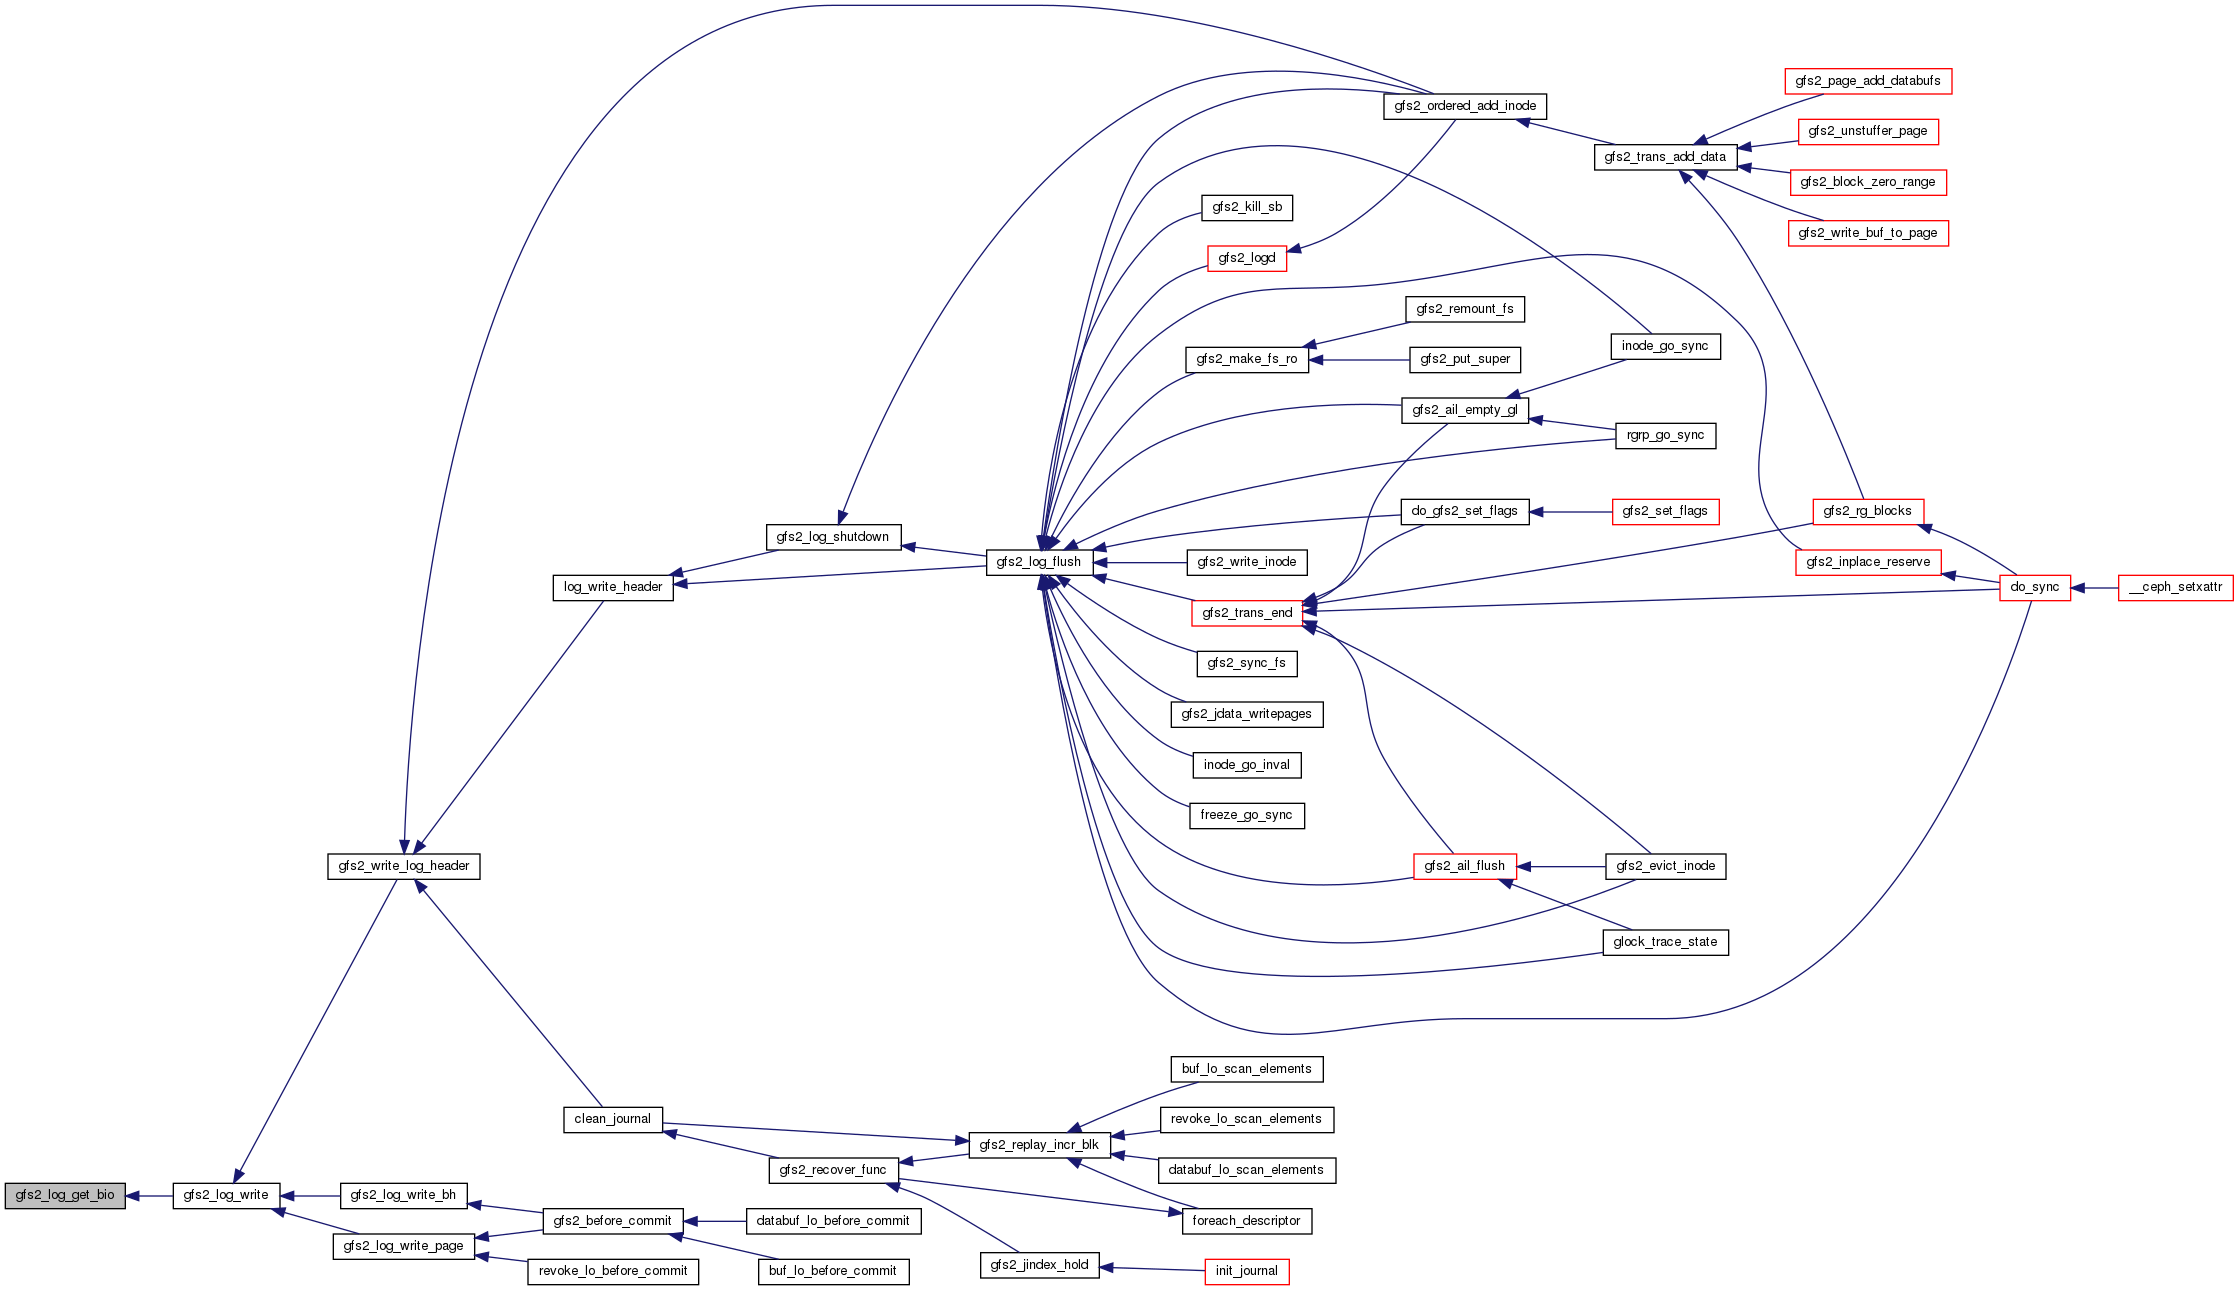 gfs2_page_add_databufs
gfs2_ordered_add_inode
gfs2_unstuffer_page
gfs2_trans_add_data
gfs2_block_zero_range
gfs2_kill_sb
gfs2_write_buf_to_page
gfs2_logd
gfs2_remount_fs
inode_go_sync
gfs2_make_fs_ro
gfs2_put_super
gfs2_ail_empty_gl
rgrp_go_sync
do_gfs2_set_flags
gfs2_set_flags
gfs2_rg_blocks
gfs2_log_shutdown
gfs2_log_flush
gfs2_write_inode
gfs2_inplace_reserve
log_write_header
do_sync
__ceph_setxattr
gfs2_trans_end
gfs2_sync_fs
gfs2_jdata_writepages
inode_go_inval
freeze_go_sync
gfs2_write_log_header
gfs2_ail_flush
gfs2_evict_inode
glock_trace_state
buf_lo_scan_elements
clean_journal
revoke_lo_scan_elements
gfs2_replay_incr_blk
gfs2_recover_func
databuf_lo_scan_elements
gfs2_log_get_bio
gfs2_log_write
gfs2_log_write_bh
gfs2_before_commit
databuf_lo_before_commit
foreach_descriptor
gfs2_log_write_page
gfs2_jindex_hold
revoke_lo_before_commit
buf_lo_before_commit
init_journal